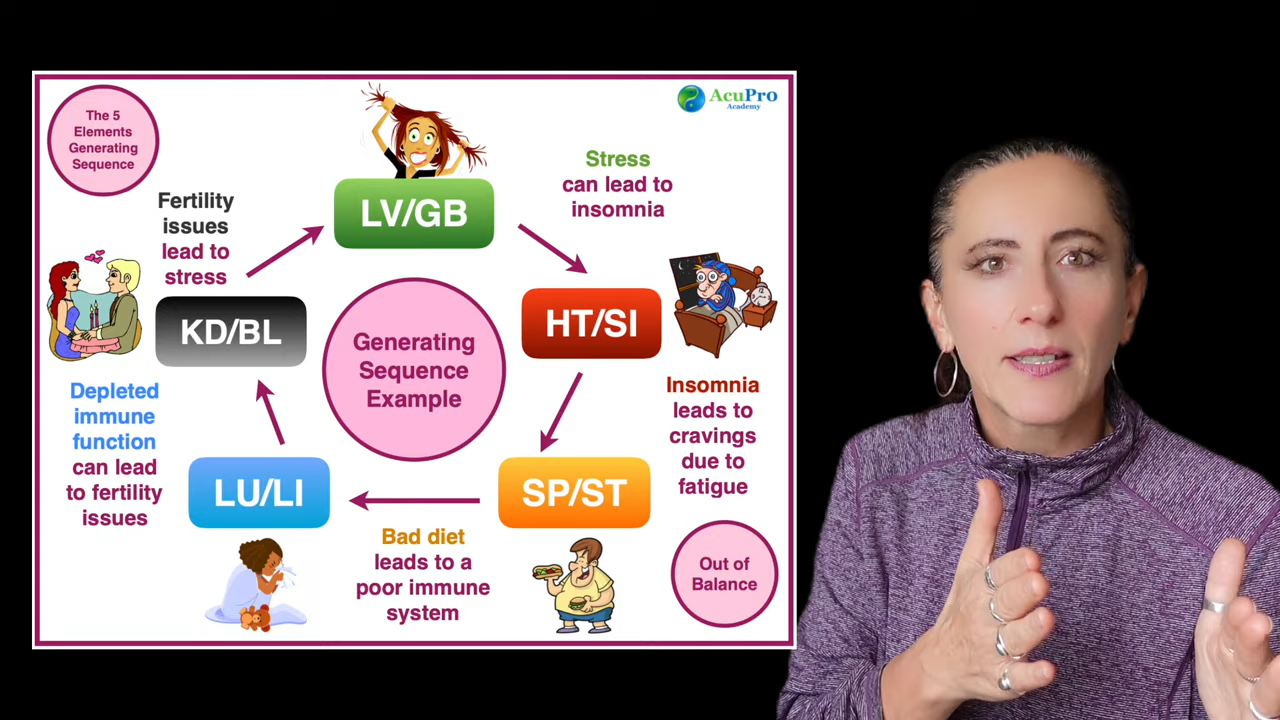 The 5
Elements
Generating
Sequence
AcuPro
Academy
Stress
can lead to
insomnia
Fertility
issues
lead to
stress
LV/GB
HT/SI
KD/BL
Generating
Sequence
Example
Insomnia
leads to
cravings
due to
fatigue
Depleted
immune
function
can lead
to fertility
issues
LU/LI
SP/ST
Bad diet
leads to a
poor immune
system
Out of
Balance